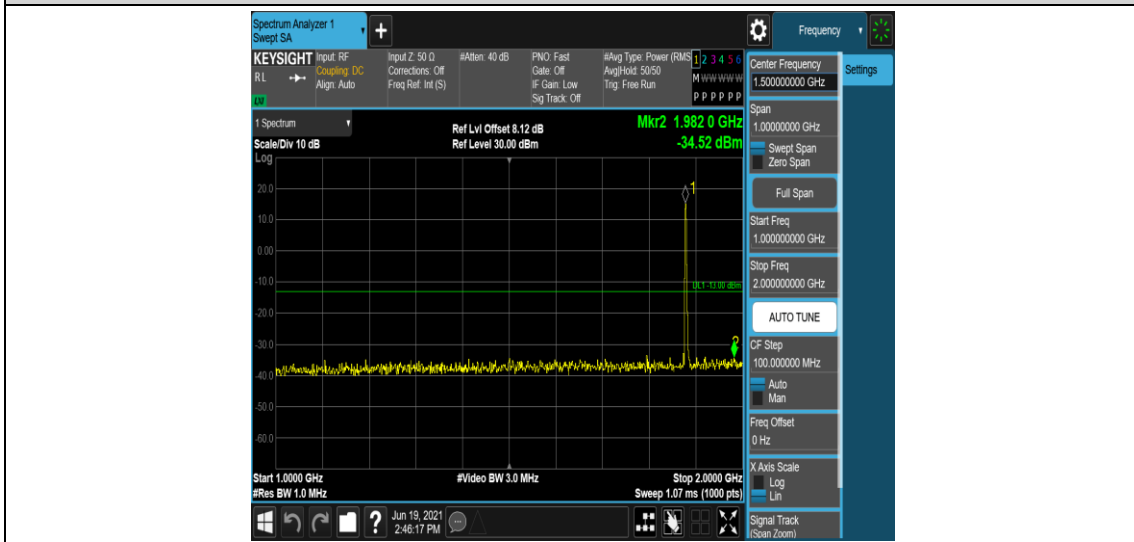 Spectrum Analyzer 1
Swept SA
+
Frequency
KEYSIGHT
RL
Input: RF
Coupling: DC
Align: Auto
Input Z: 50 Ω
Corrections: Off
Freq Ref: Int (S)
#Atten: 40 dB
PNO: Fast
Gate: Off
IF Gain: Low
Sig Track: Off
#Avg Type: Power (RMS
Avg|Hold: 50/50
Trig: Free Run
1 2 3 4 5 6
M W W W W W
P P P P P P
1 Spectrum
Scale/Div 10 dB
Ref Lvl Offset 8.12 dB
Ref Level 30.00 dBm
Mkr2 1.982 0 GHz
-34.52 dBm
Log
20.0
10.0
0.00
-10.0
-20.0
-30.0
-40.0
-50.0
-60.0
1
DL1 -13.00 dBm
2
Start 1.0000 GHz
#Res BW 1.0 MHz
#Video BW 3.0 MHz
Stop 2.0000 GHz
Sweep 1.07 ms (1000 pts)
Jun 19, 2021
2:46:17 PM
?
Center Frequency
1.500000000 GHz
Settings
Span
1.00000000 GHz
Swept Span
Zero Span
Full Span
Start Freq
1.000000000 GHz
Stop Freq
2.000000000 GHz
AUTO TUNE
CF Step
100.000000 MHz
Auto
Man
Freq Offset
0 Hz
X Axis Scale
Log
Lin
Signal Track
(Span Zoom)